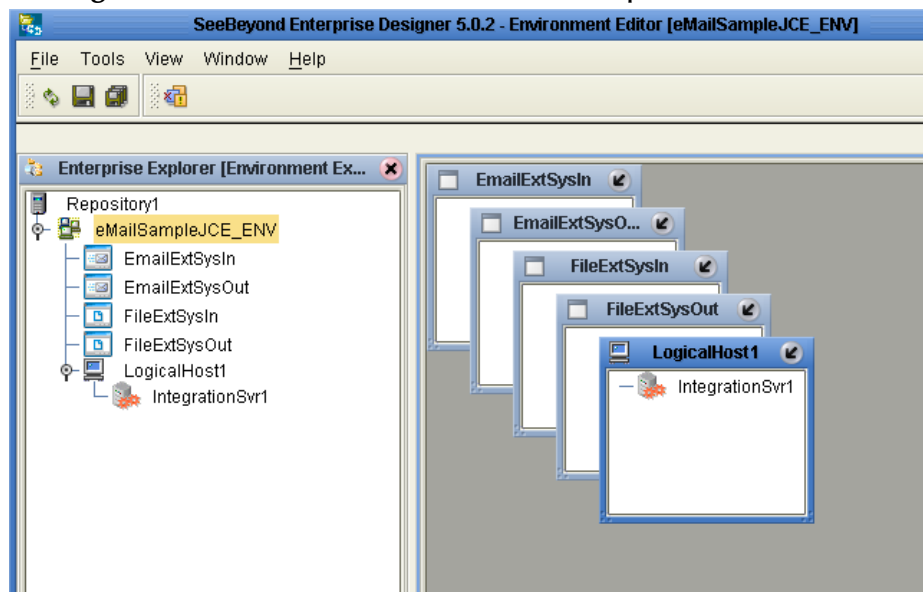 SeeBeyond Enterprise Designer 5.0.2 - Environment Editor [eMailSampleJCE_ENV]
File Tools View Window Help
Enterprise Explorer [Environment Ex...
Repository1
eMailSampleJCE_ENV
EmailExtSysIn
EmailExtSysOut
FileExtSysIn
FileExtSysOut
LogicalHost1
IntegrationSvr1
EmailExtSysIn
EmailExtSysO...
FileExtSysIn
FileExtSysOut
LogicalHost1
IntegrationSvr1